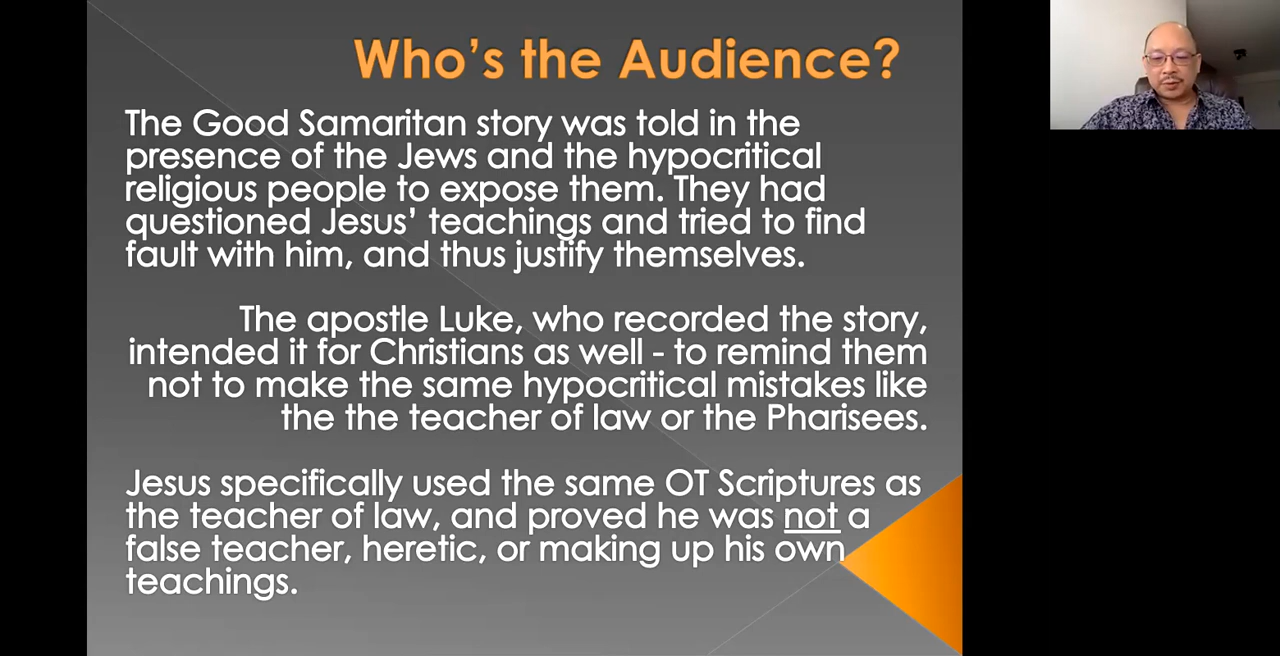 Who's the Audience?
The Good Samaritan story was told in the
presence of the Jews and the hypocritical
religious people to expose them. They had
questioned Jesus' teachings and tried to find
fault with him, and thus justify themselves.
The apostle Luke, who recorded the story,
intended it for Christians as well - to remind them
not to make the same hypocritical mistakes like
the the teacher of law or the Pharisees.
Jesus specifically used the same OT Scriptures as
the teacher of law, and proved he was not a
false teacher, heretic, or making up his own
teachings.